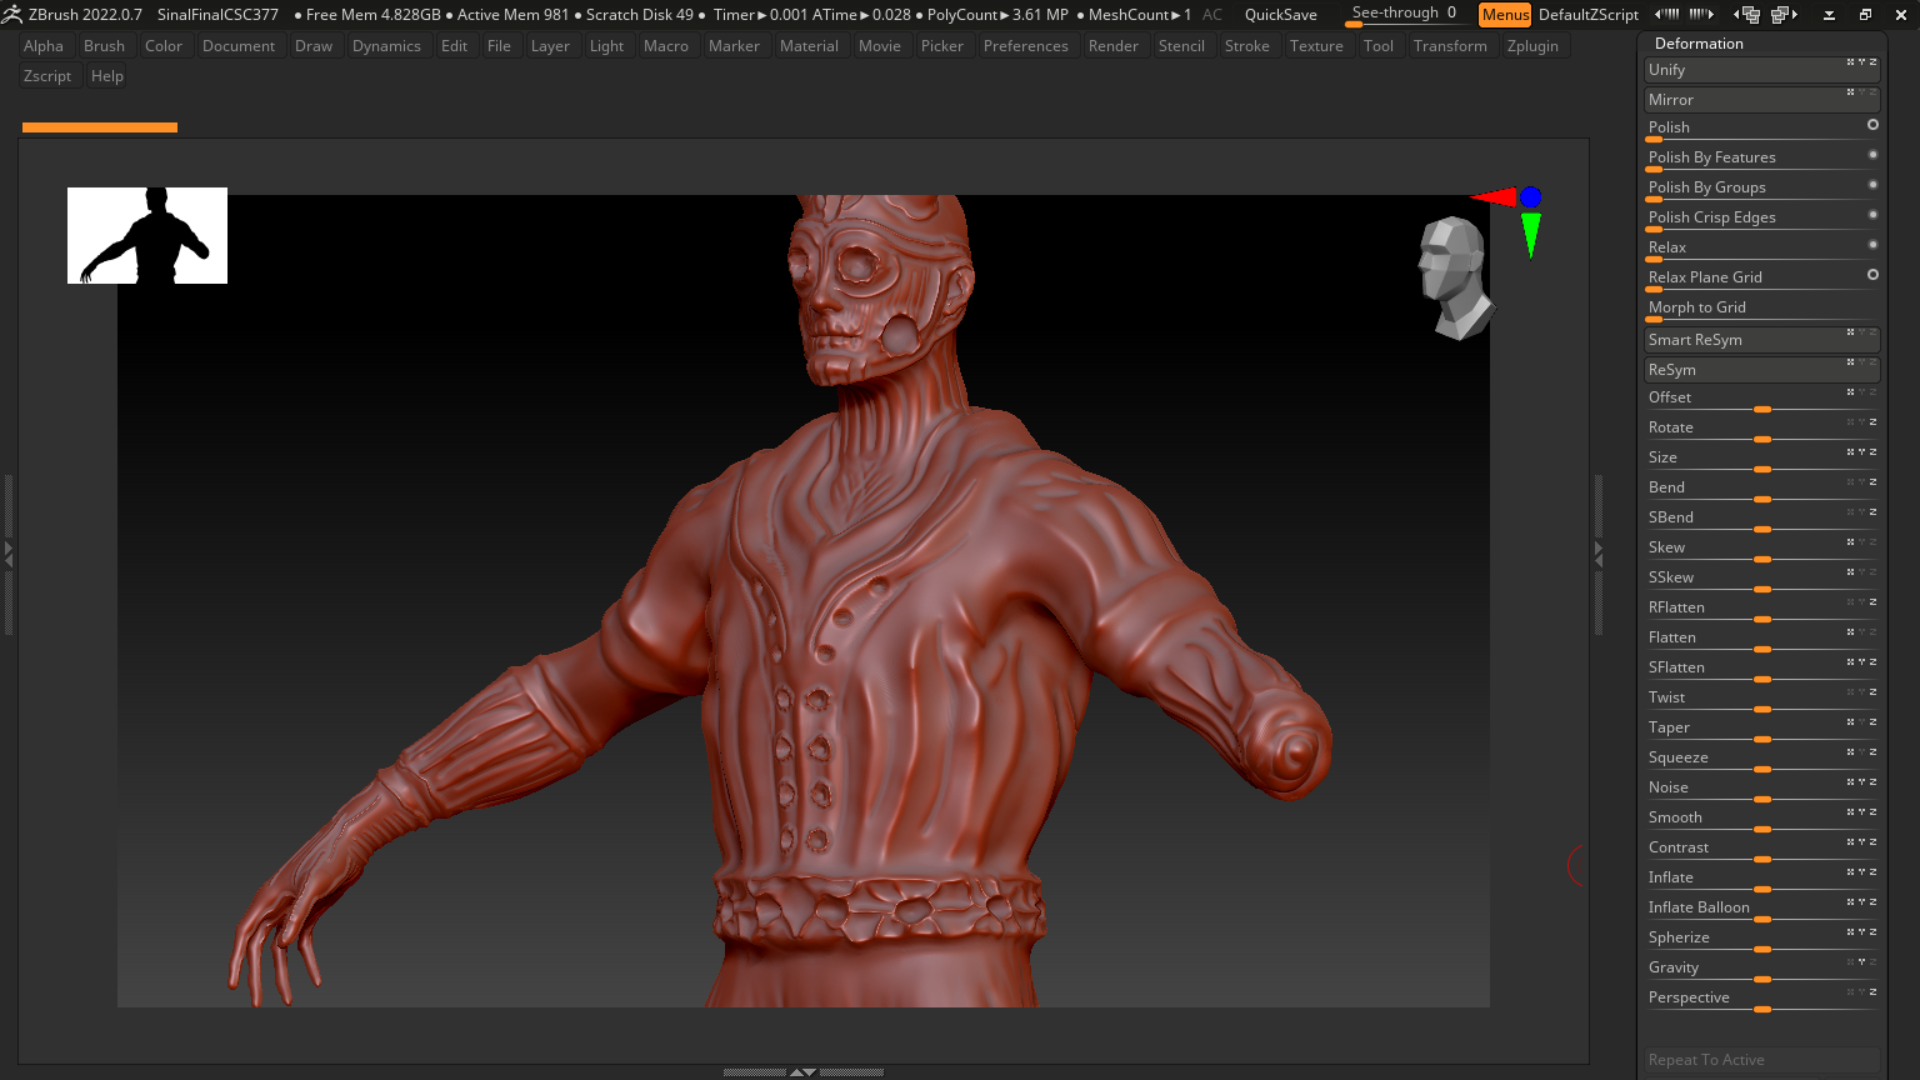 ZBrush 2022.0.7 SinalFinalCSC377 • Free Mem 4.828GB • Active Mem 981 • Scratch Disk 49 • Timer►0.001 ATime►0.028 • PolyCount►3.61 MP • MeshCount►1 AC QuickSave See-through 0 Menus DefaultZScript
Alpha Brush Color Document Draw Dynamics Edit File Layer Light Macro Marker Material Movie Picker Preferences Render Stencil Stroke Texture Tool Transform Zplugin
Zscript Help
Deformation
Unify X Y Z
Mirror X Y Z
Polish
Polish By Features
Polish By Groups
Polish Crisp Edges
Relax
Relax Plane Grid
Morph to Grid
Smart ReSym X Y Z
ReSym X Y Z
Offset X Y Z
Rotate X Y Z
Size X Y Z
Bend X Y Z
SBend X Y Z
Skew X Y Z
SSkew X Y Z
RFlatten X Y Z
Flatten X Y Z
SFlatten X Y Z
Twist X Y Z
Taper X Y Z
Squeeze X Y Z
Noise X Y Z
Smooth X Y Z
Contrast X Y Z
Inflate X Y Z
Inflate Balloon X Y Z
Spherize X Y Z
Gravity X Y Z
Perspective X Y Z
Repeat To Active